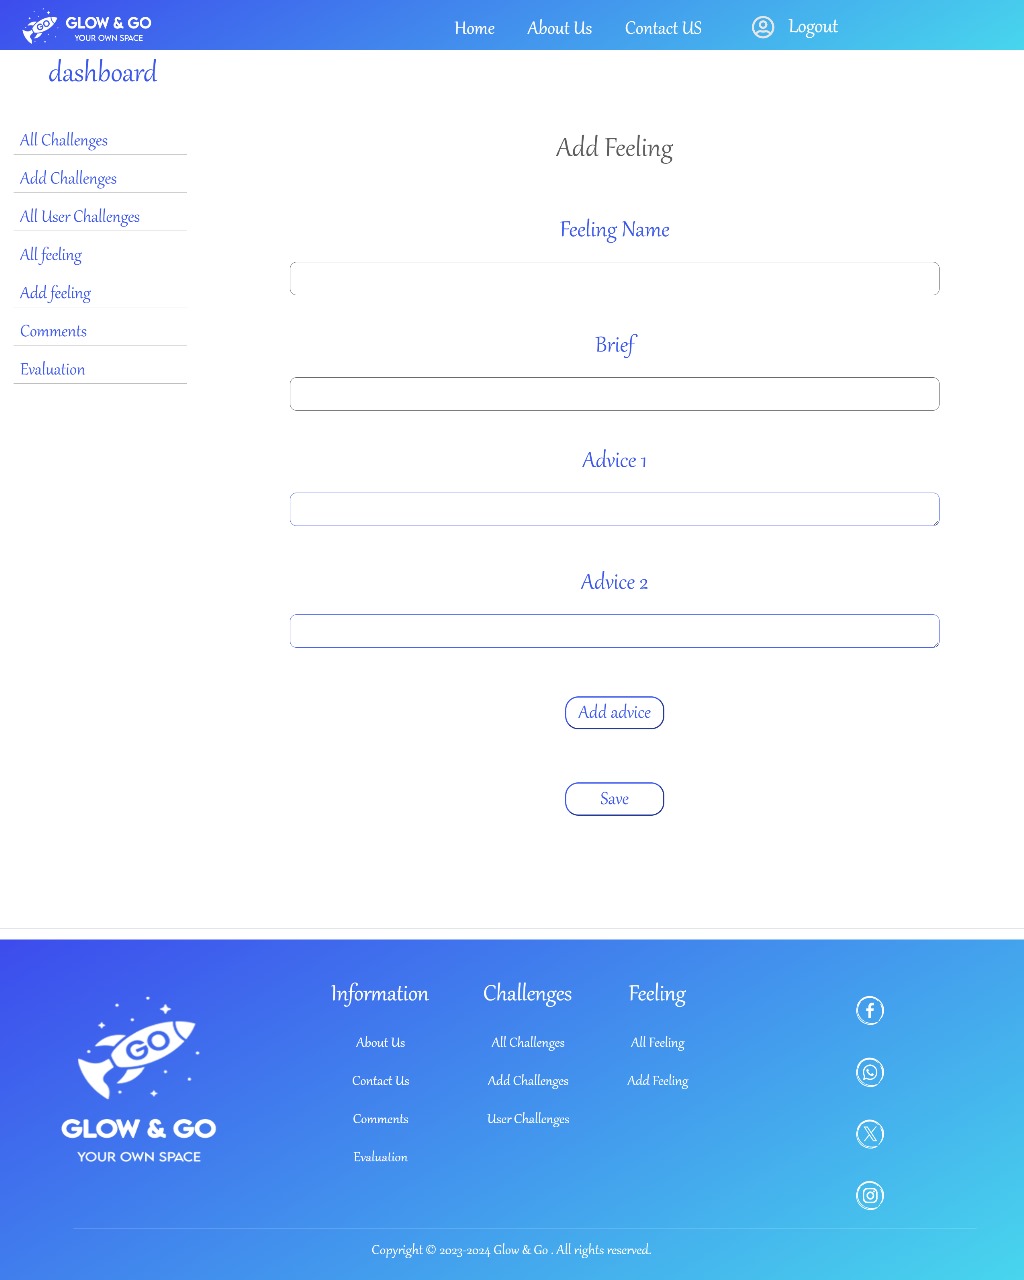 GO
GLOW & GO
YOUR OWN SPACE
Home
About Us
Contact US
Logout
dashboard
All Challenges
Add Challenges
All User Challenges
All feeling
Add feeling
Comments
Evaluation
Add Feeling
Feeling Name
Brief
Advice 1
Advice 2
Add advice
Save
GO
GLOW & GO
YOUR OWN SPACE
Information
About Us
Contact Us
Comments
Evaluation
Challenges
All Challenges
Add Challenges
User Challenges
Feeling
All Feeling
Add Feeling
Copyright © 2023-2024 Glow & Go . All rights reserved.